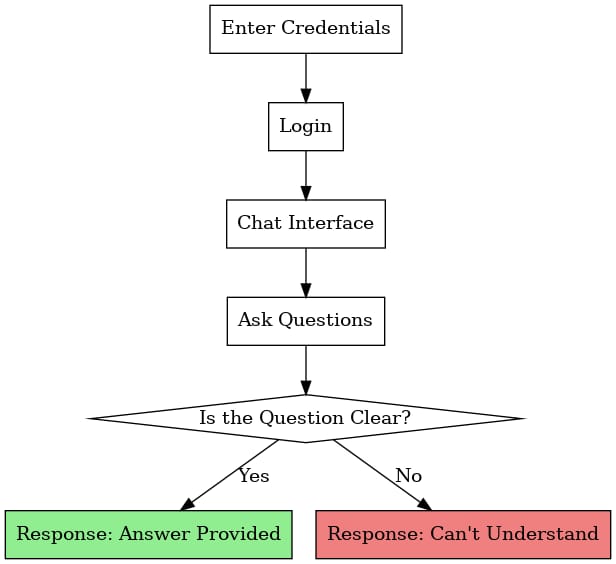 Enter Credentials
Login
Chat Interface
Ask Questions
Is the Question Clear?
Yes
No
Response: Answer Provided
Response: Can't Understand